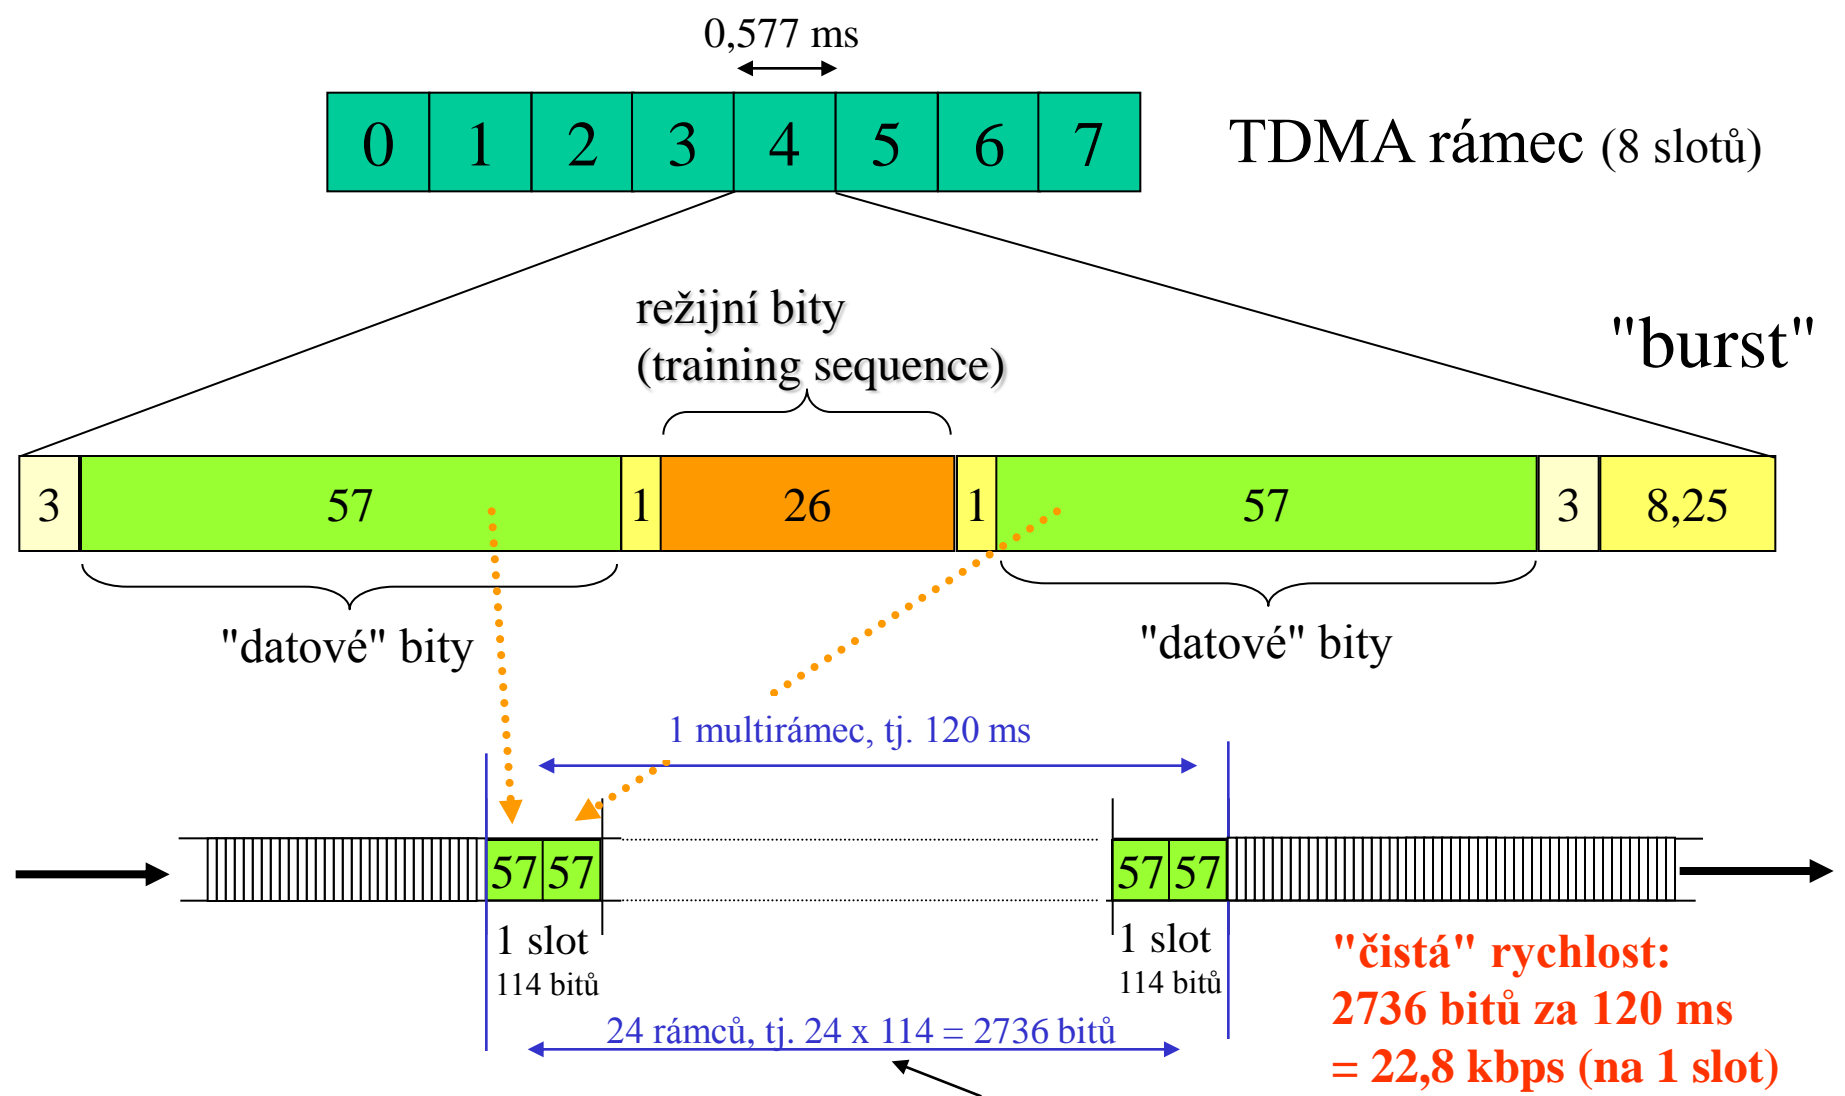 0,577 ms
0 1 2 3 4 5 6 7
TDMA rámec (8 slotů)
režijní bity
(training sequence)
"burst"
3 57 1 26 1 57 3 8,25
"datové" bity
"datové" bity
1 multirámec, tj. 120 ms
57 57
57 57
1 slot
114 bitů
1 slot
114 bitů
24 rámců, tj. 24 x 114 = 2736 bitů
"čistá" rychlost:
2736 bitů za 120 ms
= 22,8 kbps (na 1 slot)